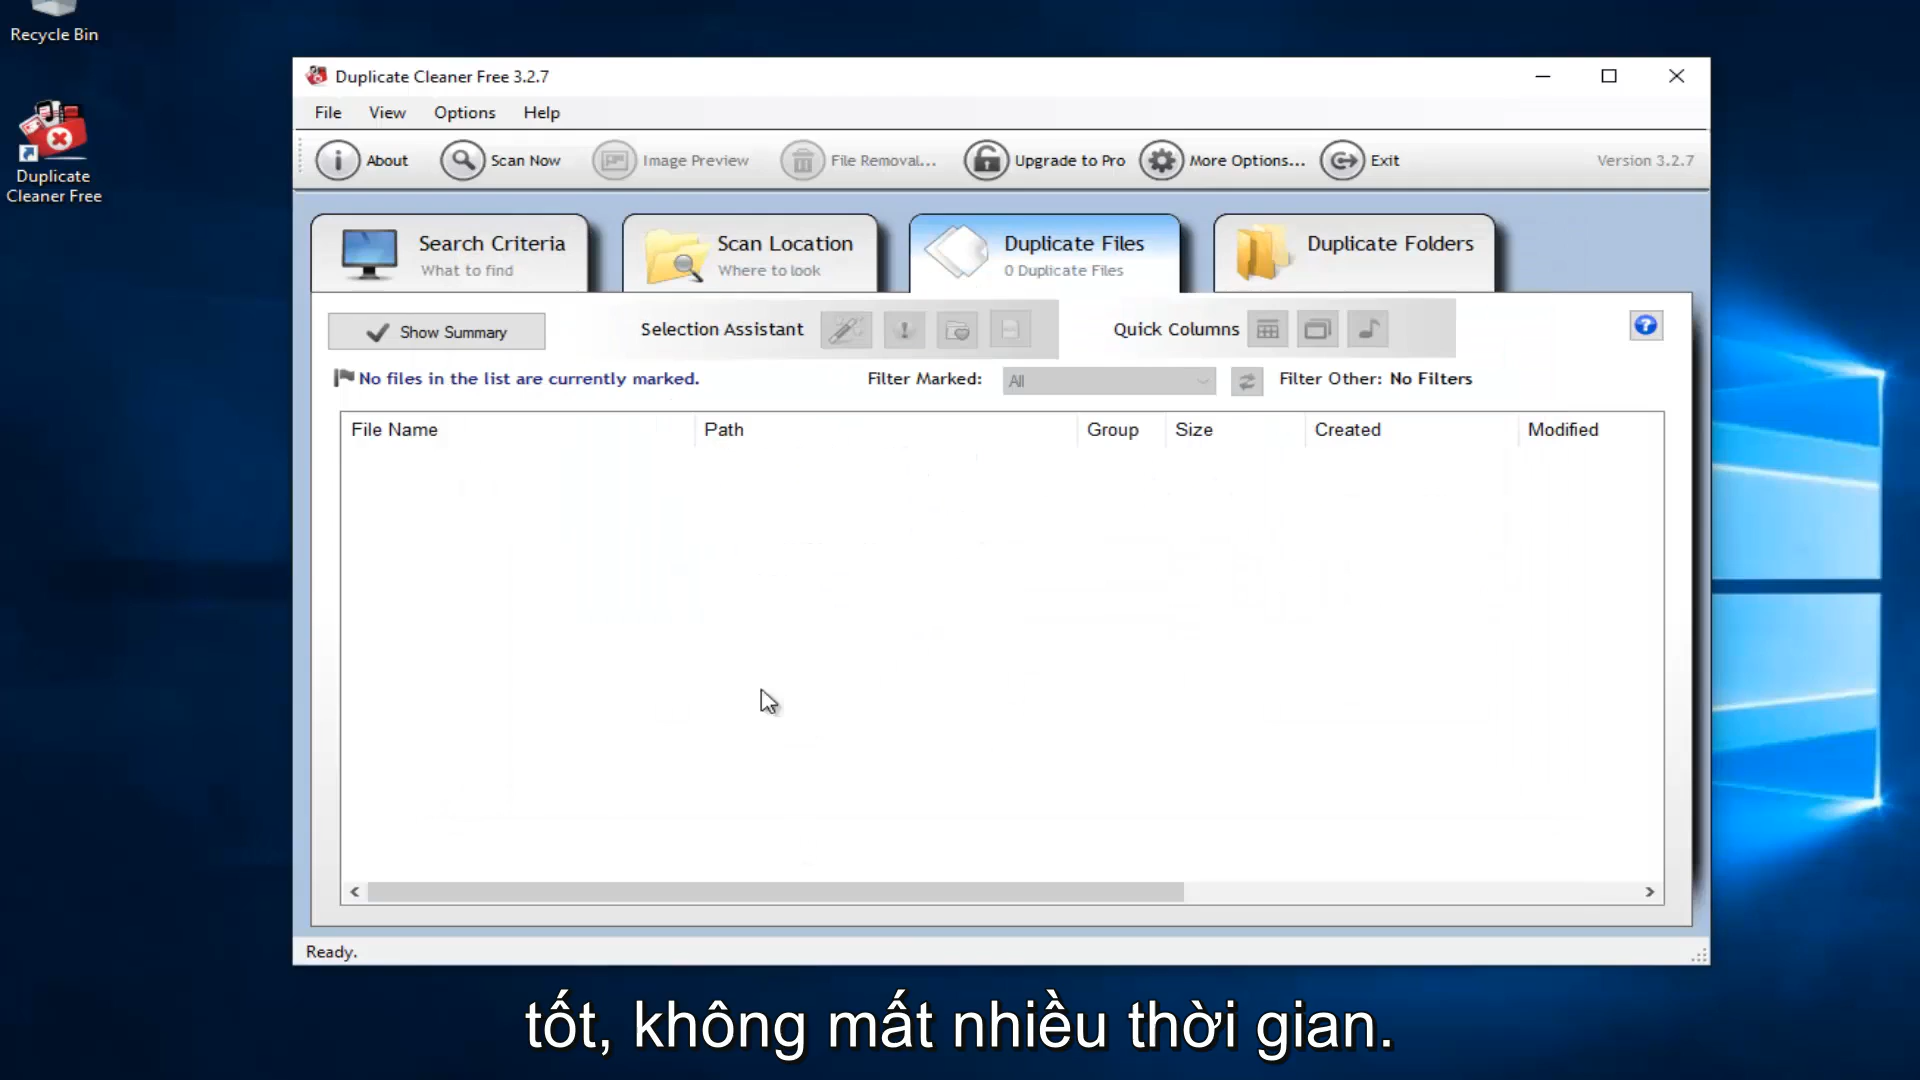 Recycle Bin
Duplicate
Cleaner Free
Duplicate Cleaner Free 3.2.7
File View Options Help
About Scan Now Image Preview File Removal... Upgrade to Pro More Options... Exit Version 3.2.7
Search Criteria
What to find
Scan Location
Where to look
Duplicate Files
0 Duplicate Files
Duplicate Folders
Show Summary Selection Assistant Quick Columns
No files in the list are currently marked. Filter Marked: All Filter Other: No Filters
File Name Path Group Size Created Modified
Ready.
tốt, không mất nhiều thời gian.